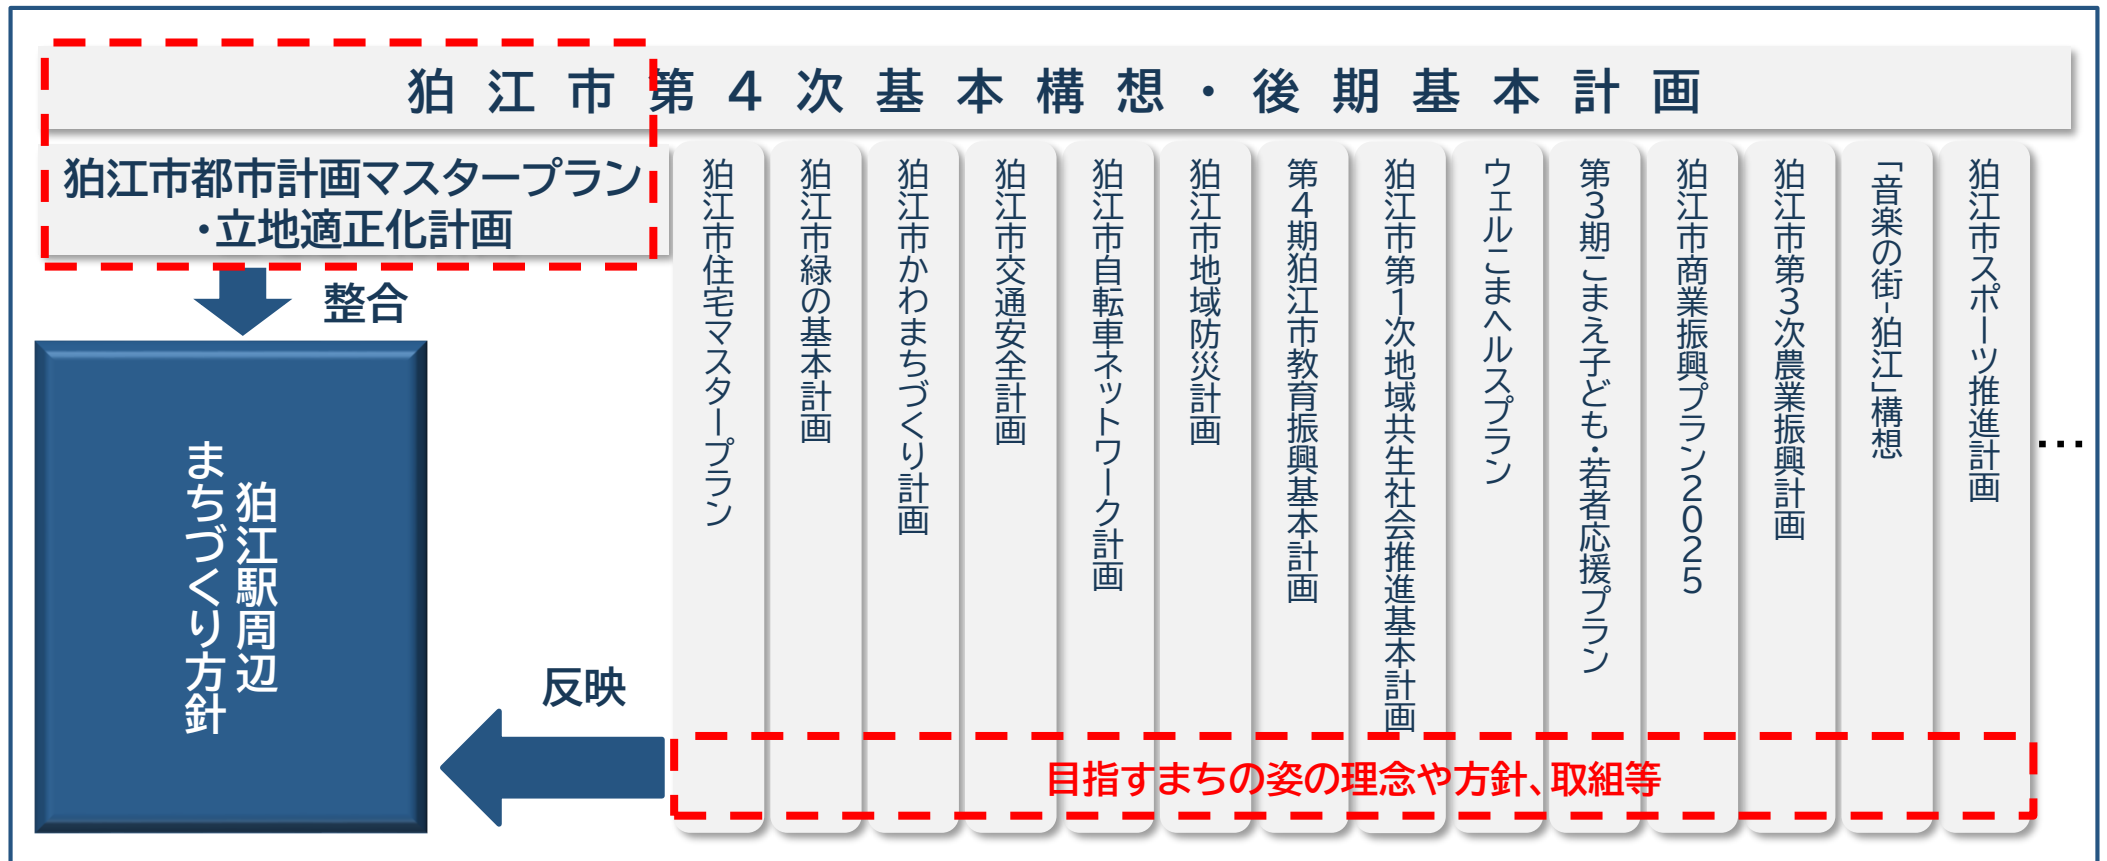 狛江市第４次基本構想・後期基本計画
狛江市都市計画マスタープラン
・立地適正化計画
整合
狛江駅周辺
まちづくり方針
反映
狛江市住宅マスタープラン
狛江市緑の基本計画
狛江市かわまちづくり計画
狛江市交通安全計画
狛江市自転車ネットワーク計画
狛江市地域防災計画
第４期狛江市教育振興基本計画
狛江市第１次地域共生社会推進基本計画
ウェルこまヘルスプラン
第３期こまえ子ども・若者応援プラン
狛江市商業振興プラン２０２５
狛江市第３次農業振興計画
「音楽の街-狛江」構想
狛江市スポーツ推進計画
…
目指すまちの姿の理念や方針、取組等